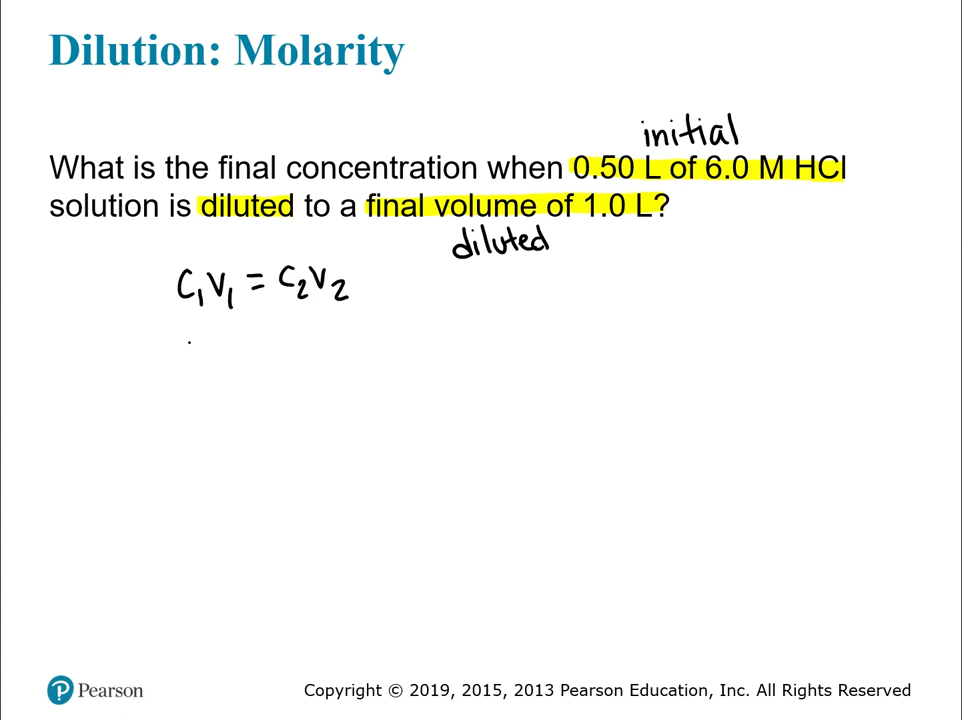 Dilution: Molarity
initial
What is the final concentration when 0.50 L of 6.0 M HCl
solution is diluted to a final volume of 1.0 L?
diluted
C₁V₁ = C₂V₂
Pearson
Copyright © 2019, 2015, 2013 Pearson Education, Inc. All Rights Reserved